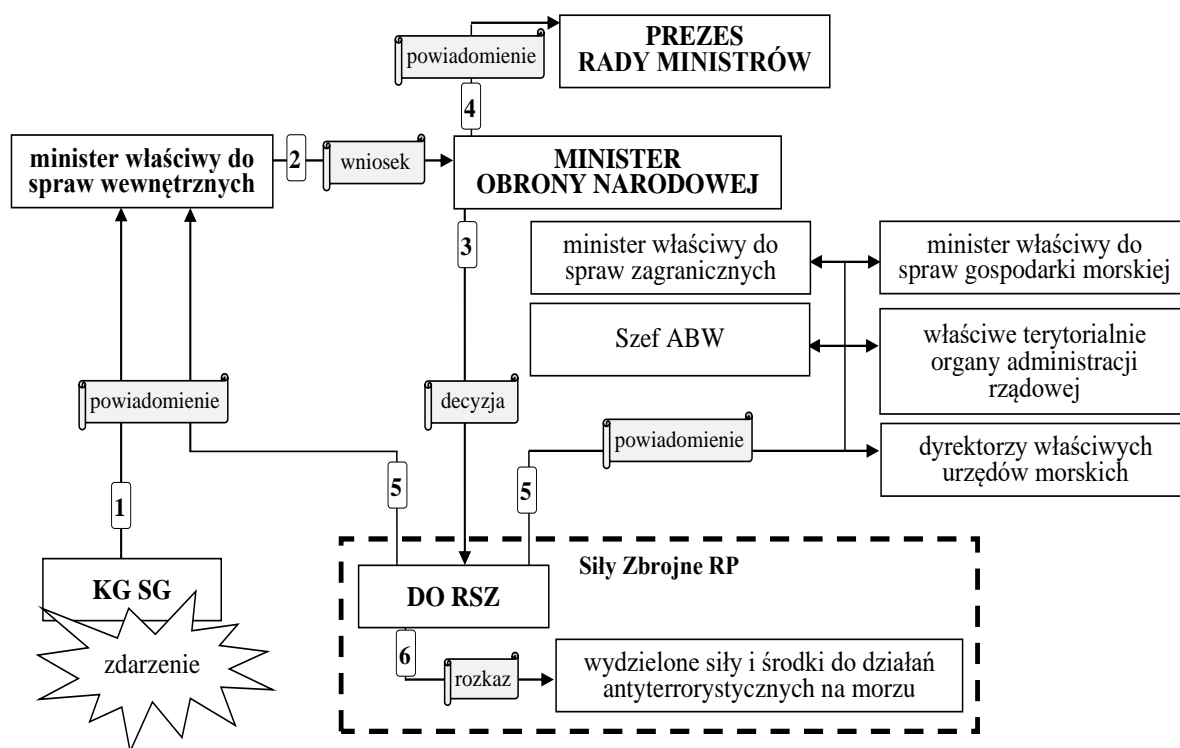 powiadomienie
PREZES
RADY MINISTRÓW
4
minister właściwy do
spraw wewnętrznych
2
wniosek
MINISTER
OBRONY NARODOWEJ
3
minister właściwy do
spraw zagranicznych
minister właściwy do
spraw gospodarki morskiej
Szef ABW
właściwe terytorialnie
organy administracji
rządowej
powiadomienie
decyzja
powiadomienie
dyrektorzy właściwych
urzędów morskich
1
5
5
Siły Zbrojne RP
KG SG
DO RSZ
zdarzenie
6
rozkaz
wydzielone siły i środki do działań
antyterrorystycznych na morzu